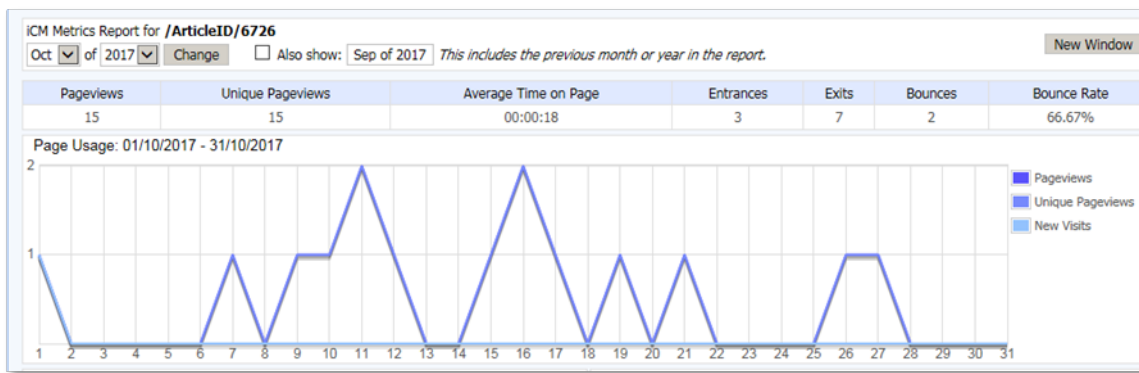 iCM Metrics Report for /ArticleID/6726
Oct of 2017 Change Also show: Sep of 2017 This includes the previous month or year in the report. New Window
Pageviews Unique Pageviews Average Time on Page Entrances Exits Bounces Bounce Rate
15 15 00:00:18 3 7 2 66.67%
Page Usage: 01/10/2017 - 31/10/2017
2
Pageviews
Unique Pageviews
New Visits
1
1 2 3 4 5 6 7 8 9 10 11 12 13 14 15 16 17 18 19 20 21 22 23 24 25 26 27 28 29 30 31